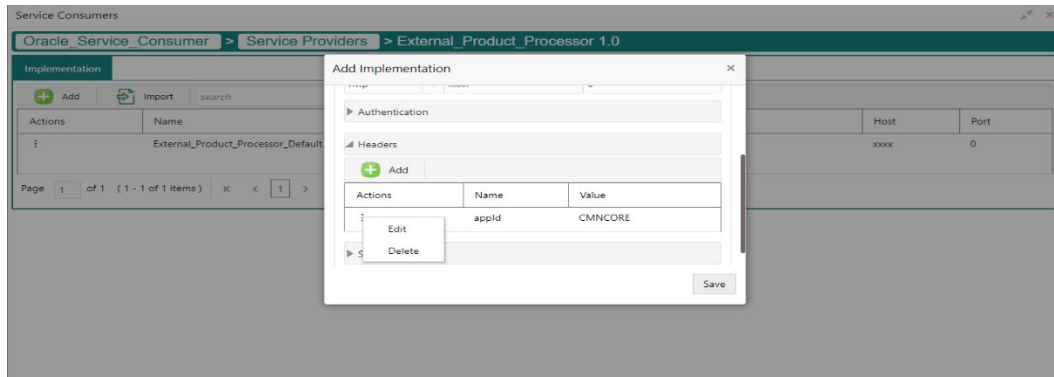 Service Consumers
Oracle_Service_Consumer > Service Providers > External_Product_Processor 1.0
Implementation
Add Import search
Actions Name Host Port
External_Product_Processor_Default xxxx 0
Page 1 of 1 (1 - 1 of 1 items) K < 1 >
Add Implementation
Authentication
Headers
Add
Actions Name Value
appId CMNCORE
Edit
Delete
S
Save